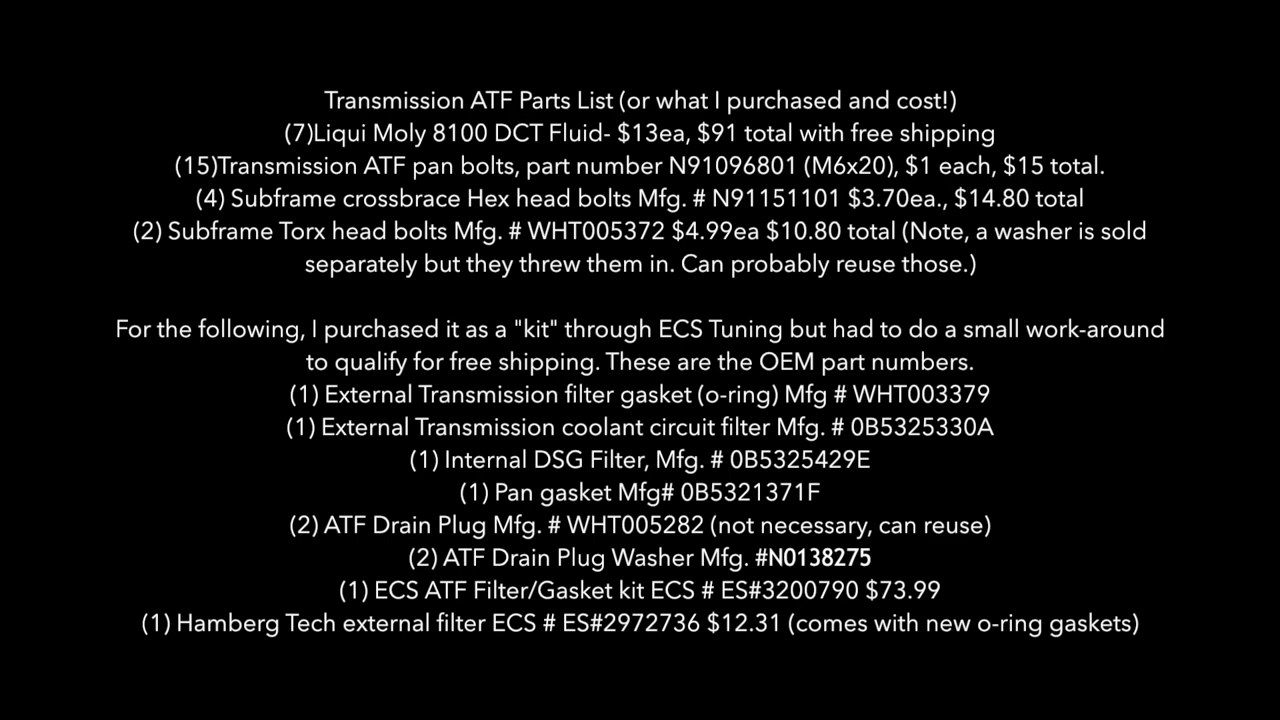 Transmission ATF Parts List (or what I purchased and cost!)
(7)Liqui Moly 8100 DCT Fluid- $13ea, $91 total with free shipping
(15)Transmission ATF pan bolts, part number N91096801 (M6x20), $1 each, $15 total.
(4) Subframe crossbrace Hex head bolts Mfg. # N91151101 $3.70ea., $14.80 total
(2) Subframe Torx head bolts Mfg. # WHT005372 $4.99ea $10.80 total (Note, a washer is sold
separately but they threw them in. Can probably reuse those.)
For the following, I purchased it as a "kit" through ECS Tuning but had to do a small work-around
to qualify for free shipping. These are the OEM part numbers.
(1) External Transmission filter gasket (o-ring) Mfg # WHT003379
(1) External Transmission coolant circuit filter Mfg. # 0B5325330A
(1) Internal DSG Filter, Mfg. # 0B5325429E
(1) Pan gasket Mfg# 0B5321371F
(2) ATF Drain Plug Mfg. # WHT005282 (not necessary, can reuse)
(2) ATF Drain Plug Washer Mfg. #N0138275
(1) ECS ATF Filter/Gasket kit ECS # ES#3200790 $73.99
(1) Hamberg Tech external filter ECS # ES#2972736 $12.31 (comes with new o-ring gaskets)